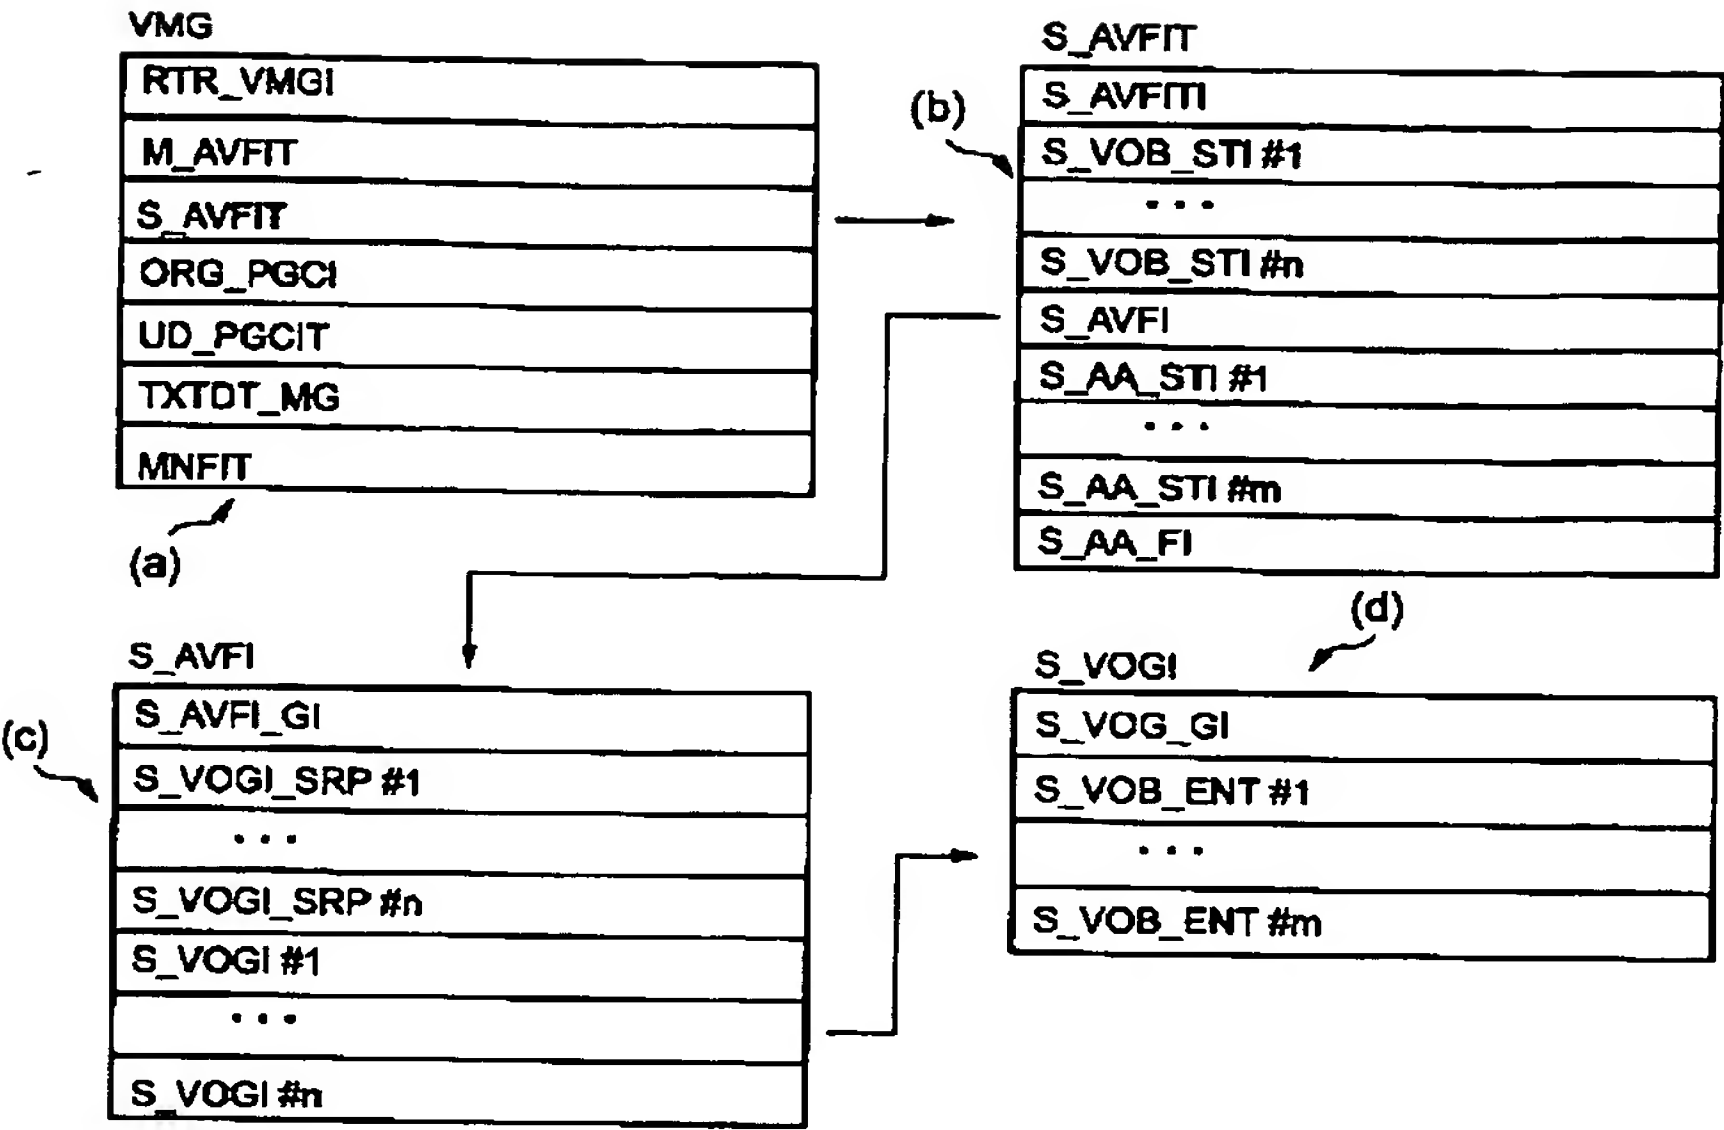 VMG
RTR_VMGI
M_AVFIT
S_AVFIT
ORG_PGCI
UD_PGCIT
TXTDT_MG
MNFIT
(a)
S_AVFIT
(b)
S_AVFITI
S_VOB_STI #1
...
S_VOB_STI #n
S_AVFI
S_AA_STI #1
...
S_AA_STI #m
S_AA_FI
S_AVFI
(c)
S_AVFI_GI
S_VOGI_SRP #1
...
S_VOGI_SRP #n
S_VOGI #1
...
S_VOGI #n
(d)
S_VOGI
S_VOG_GI
S_VOB_ENT #1
...
S_VOB_ENT #m